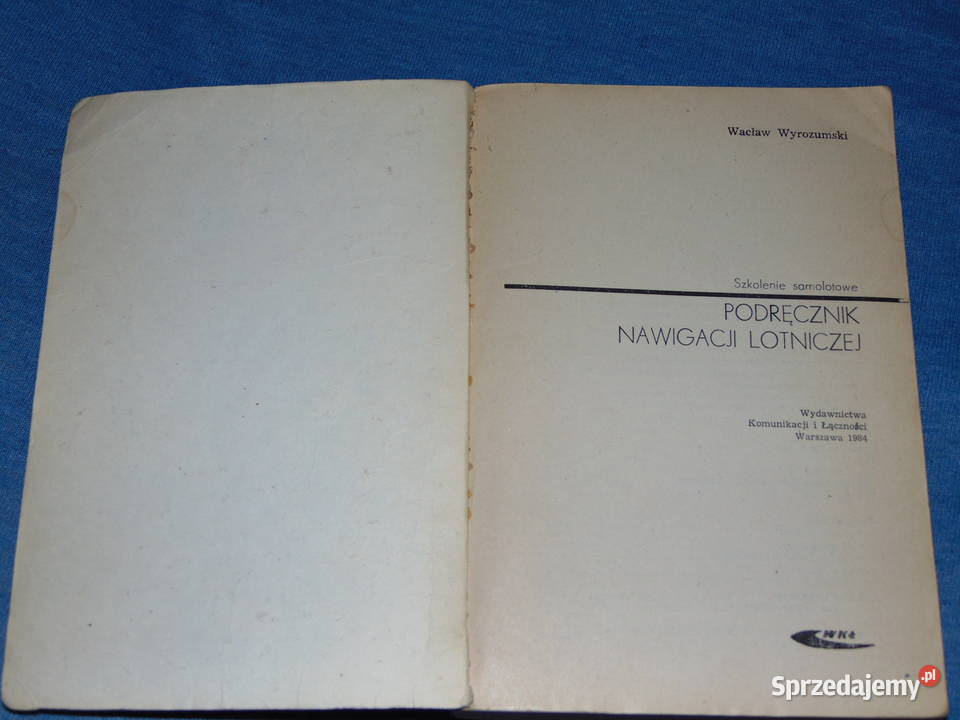 Wacław Wyrozumski
Szkolenie samolotowe
PODRĘCZNIK
NAWIGACJI LOTNICZEJ
Wydawnictwa
Komunikacji i Łączności
Warszawa 1984
WKŁ
Sprzedajemy.pl